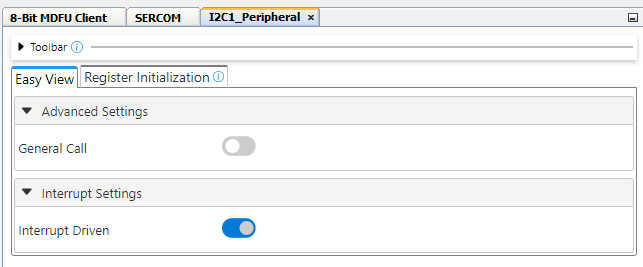 8-Bit MDFU Client SERCOM I2C1_Peripheral ×
Toolbar
Easy View Register Initialization
Advanced Settings
General Call
Interrupt Settings
Interrupt Driven